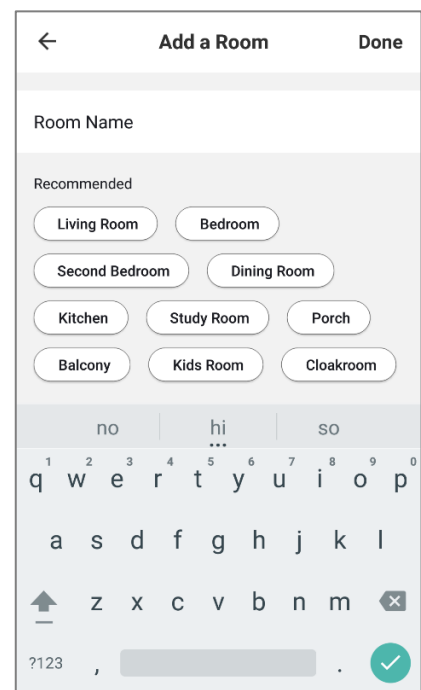 Add a Room Done
Room Name
Recommended
Living Room Bedroom
Second Bedroom Dining Room
Kitchen Study Room Porch
Balcony Kids Room Cloakroom
no hi so
1 2 3 4 5 6 7 8 9 0
q w e r t y u i o p
a s d f g h j k l
z x c v b n m
?123 , .